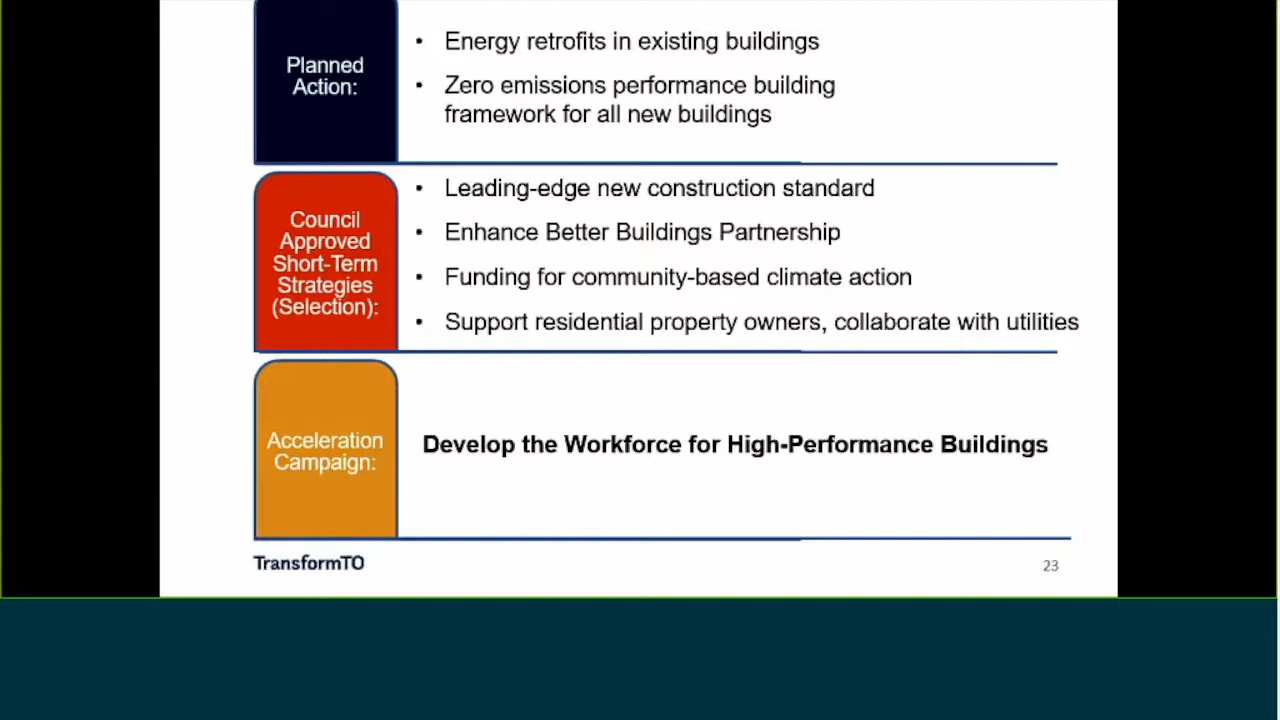 Planned
Action:
• Energy retrofits in existing buildings
• Zero emissions performance building
framework for all new buildings
Council
Approved
Short-Term
Strategies
(Selection):
• Leading-edge new construction standard
• Enhance Better Buildings Partnership
• Funding for community-based climate action
• Support residential property owners, collaborate with utilities
Acceleration
Campaign:
Develop the Workforce for High-Performance Buildings
TransformTO
23